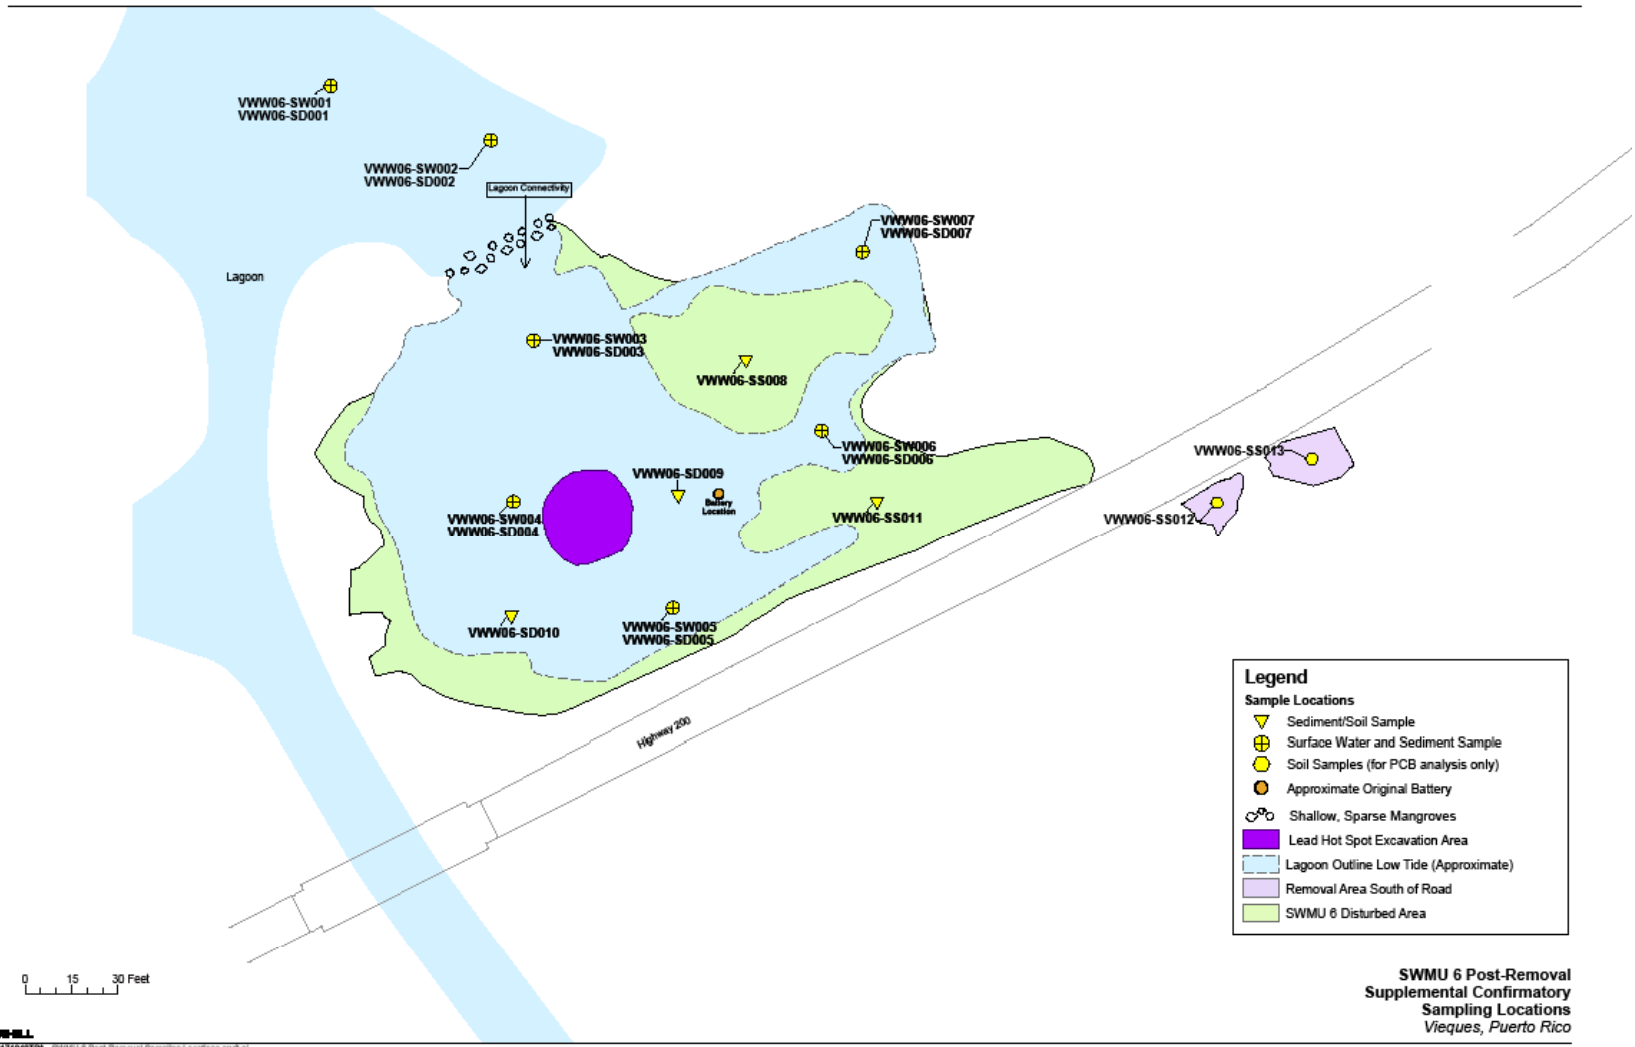 VWW06-SW001
VWW06-SD001
VWW06-SW002
VWW06-SD002
Lagoon Connectivity
VWW06-SW007
VWW06-SD007
Lagoon
VWW06-SW003
VWW06-SD003
VWW06-SS008
VWW06-SW006
VWW06-SD006
VWW06-SS013
VWW06-SD009
Battery
Location
VWW06-SW004
VWW06-SD004
VWW06-SS011
VWW06-SS012
VWW06-SD010
VWW06-SW005
VWW06-SD005
Highway 200
Legend
Sample Locations
Sediment/Soil Sample
Surface Water and Sediment Sample
Soil Samples (for PCB analysis only)
Approximate Original Battery
Shallow, Sparse Mangroves
Lead Hot Spot Excavation Area
Lagoon Outline Low Tide (Approximate)
Removal Area South of Road
SWMU 6 Disturbed Area
0 15 30 Feet
SWMU 6 Post-Removal
Supplemental Confirmatory
Sampling Locations
Vieques, Puerto Rico